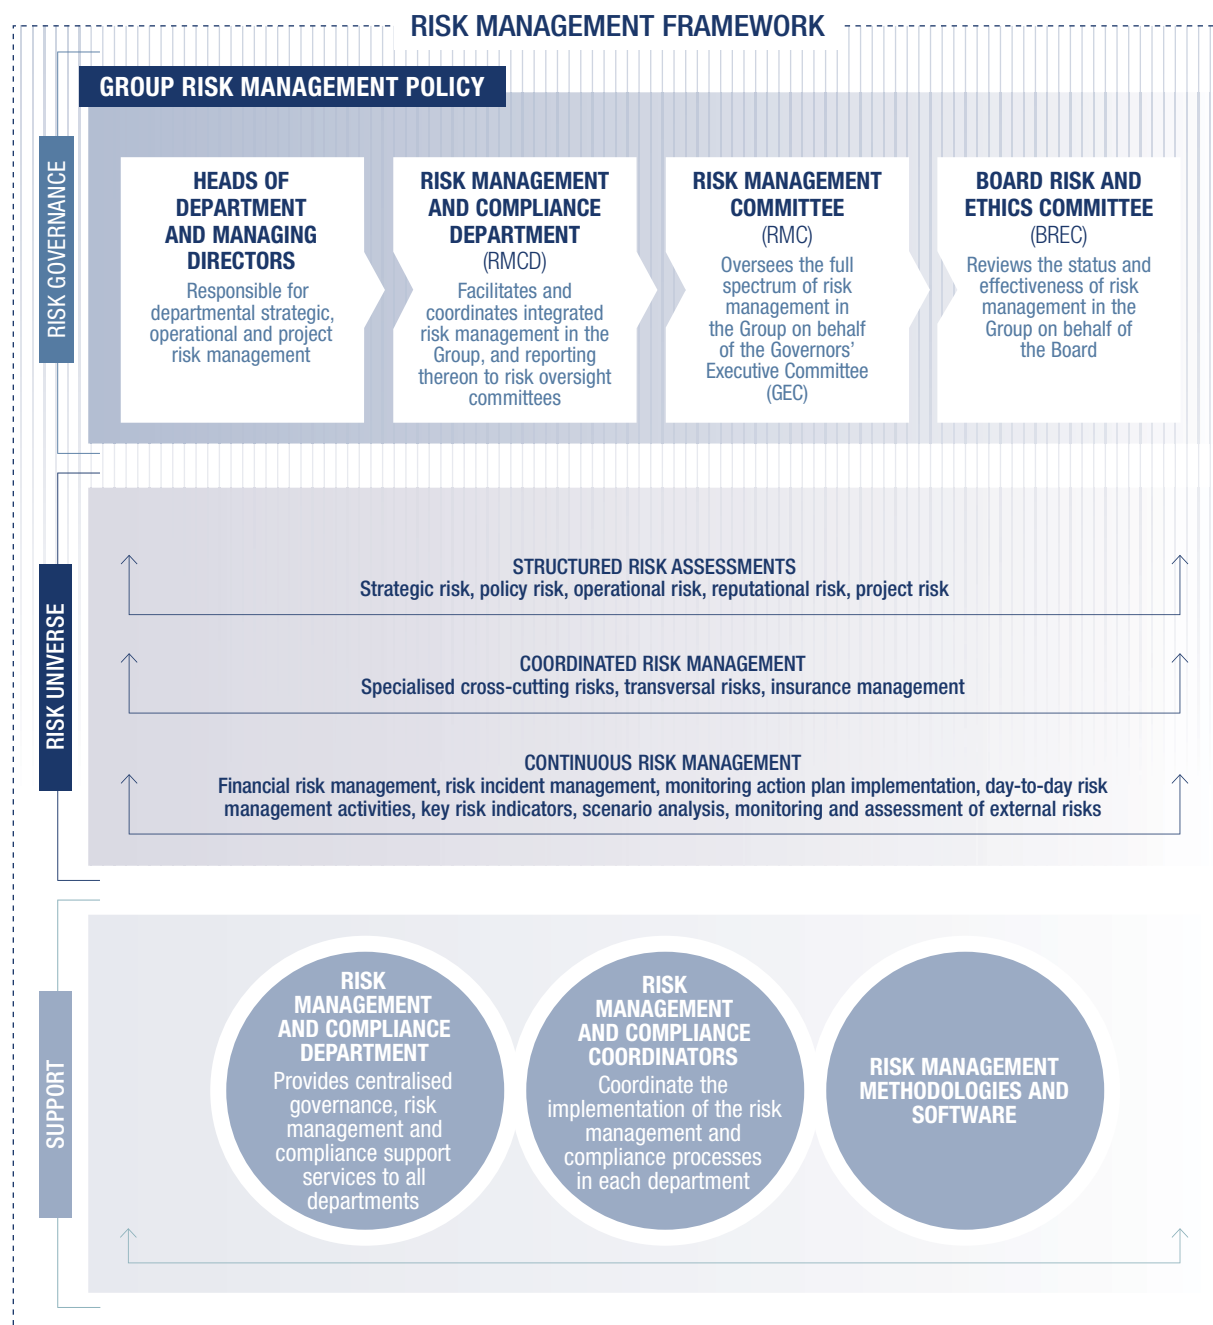 RISK MANAGEMENT FRAMEWORK
GROUP RISK MANAGEMENT POLICY
RISK GOVERNANCE
HEADS OF
DEPARTMENT
AND MANAGING
DIRECTORS
Responsible for
departmental strategic,
operational and project
risk management
RISK MANAGEMENT
AND COMPLIANCE
DEPARTMENT
(RMCD)
Facilitates and
coordinates integrated
risk management in the
Group, and reporting
thereon to risk oversight
committees
RISK MANAGEMENT
COMMITTEE
(RMC)
Oversees the full
spectrum of risk
management in
the Group on behalf
of the Governors’
Executive Committee
(GEC)
BOARD RISK AND
ETHICS COMMITTEE
(BREC)
Reviews the status and
effectiveness of risk
management in the
Group on behalf of
the Board
RISK UNIVERSE
STRUCTURED RISK ASSESSMENTS
Strategic risk, policy risk, operational risk, reputational risk, project risk
COORDINATED RISK MANAGEMENT
Specialised cross-cutting risks, transversal risks, insurance management
CONTINUOUS RISK MANAGEMENT
Financial risk management, risk incident management, monitoring action plan implementation, day-to-day risk
management activities, key risk indicators, scenario analysis, monitoring and assessment of external risks
SUPPORT
RISK
MANAGEMENT
AND COMPLIANCE
DEPARTMENT
Provides centralised
governance, risk
management and
compliance support
services to all
departments
RISK
MANAGEMENT
AND COMPLIANCE
COORDINATORS
Coordinate the
implementation of the risk
management and
compliance processes
in each department
RISK MANAGEMENT
METHODOLOGIES AND
SOFTWARE